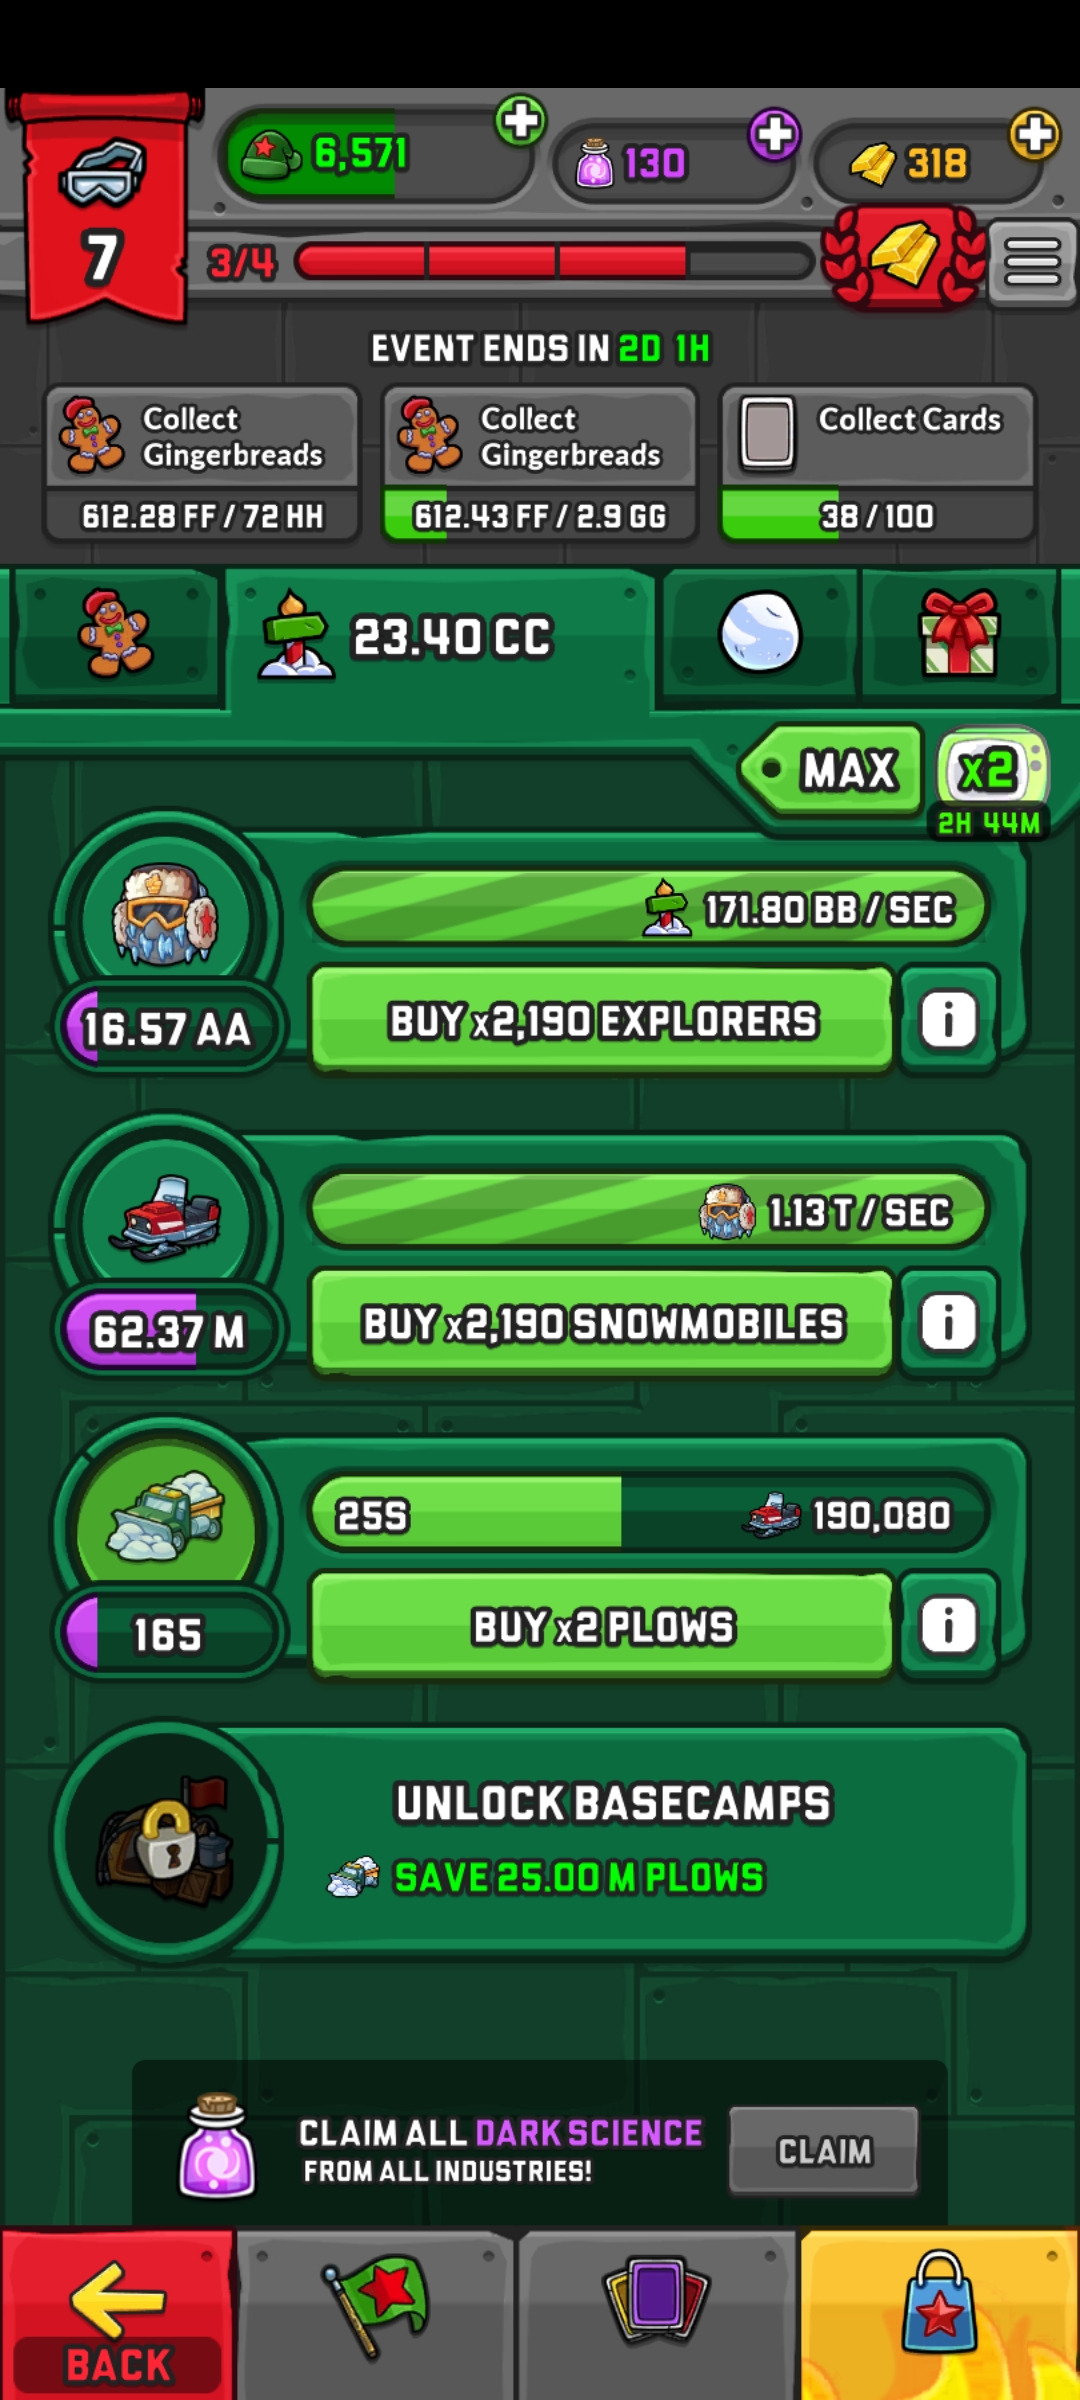 6,571
130
318
7
3/4
EVENT ENDS IN 2D 1H
Collect
Gingerbreads
612.28 FF / 72 HH
Collect
Gingerbreads
612.43 FF / 2.9 GG
Collect Cards
38 / 100
23.40 CC
MAX
x2
2H 44M
171.80 BB / SEC
16.57 AA
BUY x2,190 EXPLORERS
i
1.13 T / SEC
62.37 M
BUY x2,190 SNOWMOBILES
i
25S
190,080
165
BUY x2 PLOWS
i
UNLOCK BASECAMPS
SAVE 25.00 M PLOWS
CLAIM ALL DARK SCIENCE
FROM ALL INDUSTRIES!
CLAIM
BACK